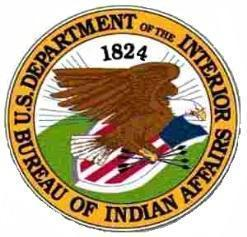 U.S. DEPARTMENT OF THE INTERIOR
1824
BUREAU OF INDIAN AFFAIRS